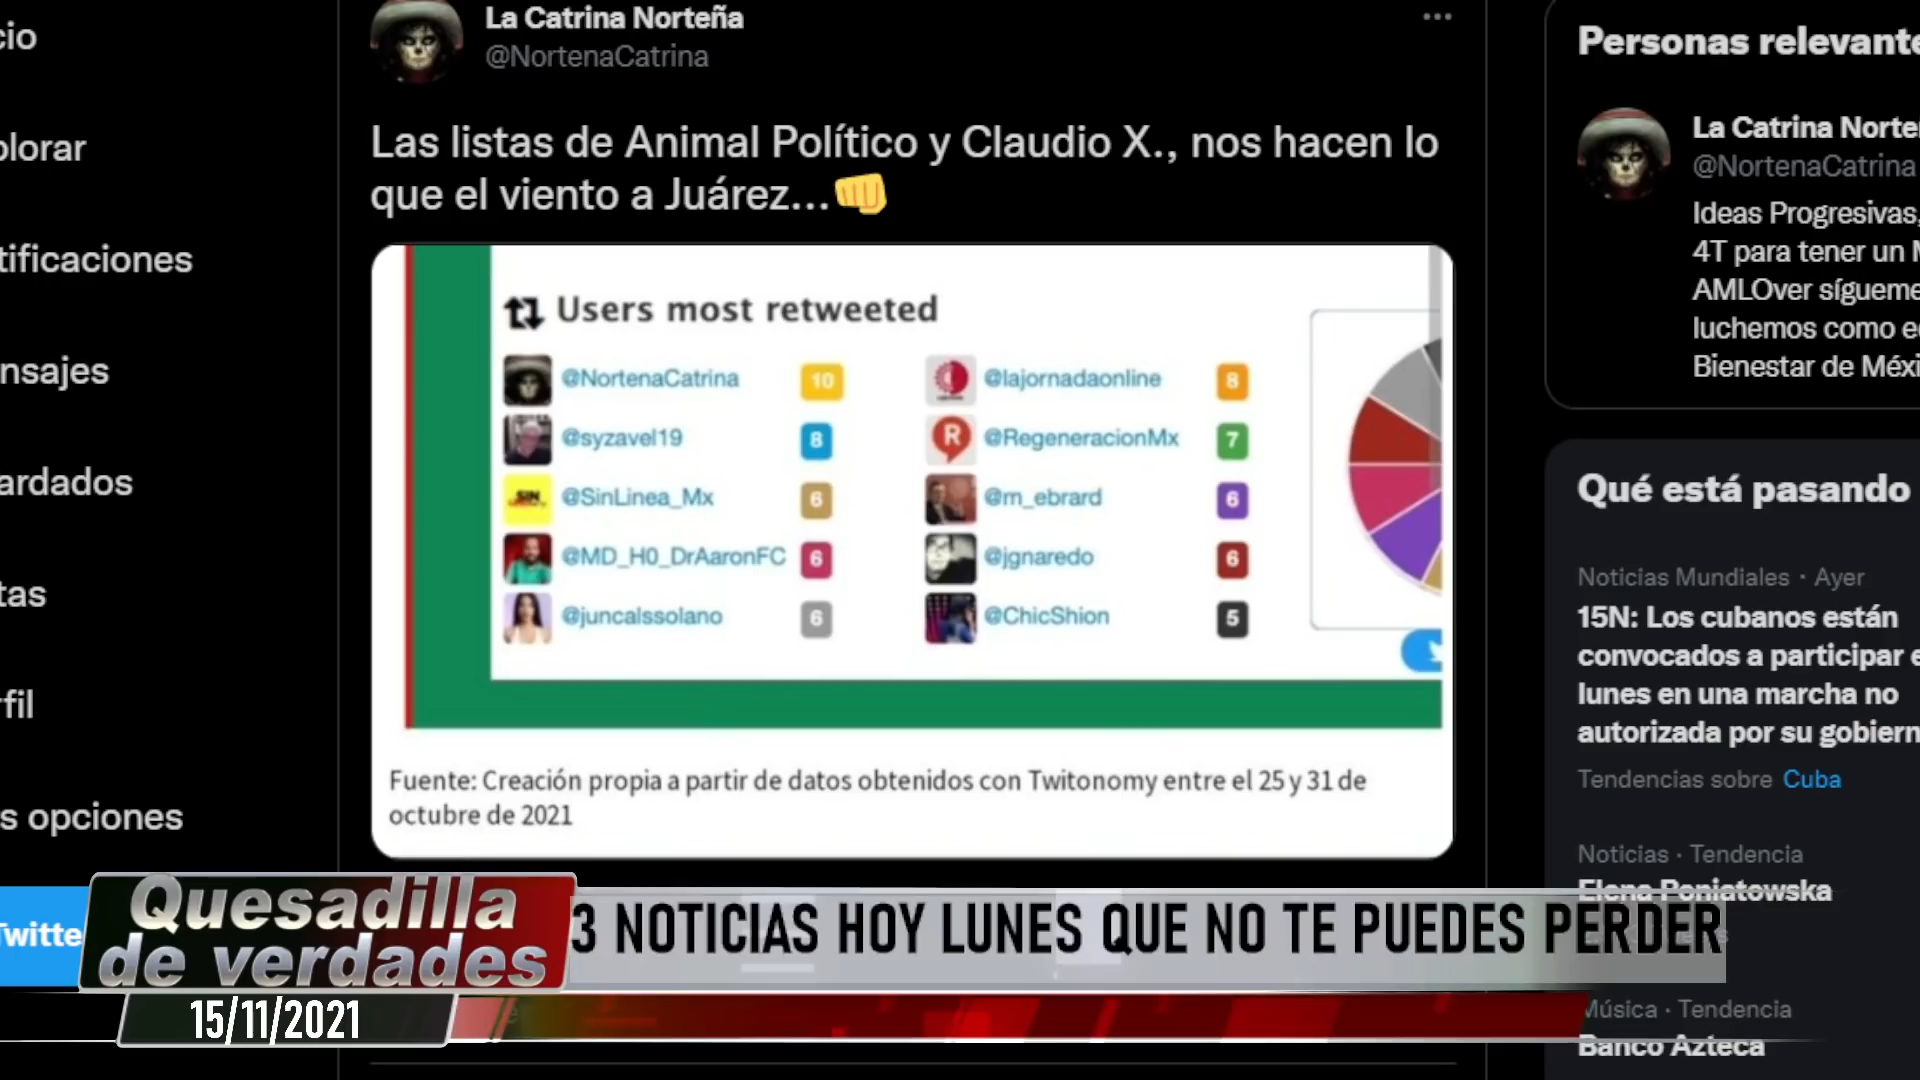 cio
plorar
tificaciones
nsajes
ardados
tas
rfil
s opciones
Twitte
La Catrina Norteña
@NortenaCatrina
Las listas de Animal Político y Claudio X., nos hacen lo
que el viento a Juárez...👊
Users most retweeted
@NortenaCatrina 10
@syzavel19 8
@SinLinea_Mx 6
@MD_H0_DrAaronFC 6
@juncalssolano 6
@lajornadaonline 8
@RegeneracionMx 7
@m_ebrard 6
@jgnaredo 6
@ChicShion 5
Fuente: Creación propia a partir de datos obtenidos con Twitonomy entre el 25 y 31 de
octubre de 2021
Personas relevante
La Catrina Norte
@NortenaCatrina
Ideas Progresivas,
4T para tener un M
AMLOver sígueme
luchemos como e
Bienestar de Méxi
Qué está pasando
Noticias Mundiales · Ayer
15N: Los cubanos están
convocados a participar e
lunes en una marcha no
autorizada por su gobiern
Tendencias sobre Cuba
Noticias · Tendencia
Elena Poniatowska
Música · Tendencia
Banco Azteca
Quesadilla
de verdades
3 NOTICIAS HOY LUNES QUE NO TE PUEDES PERDER
15/11/2021